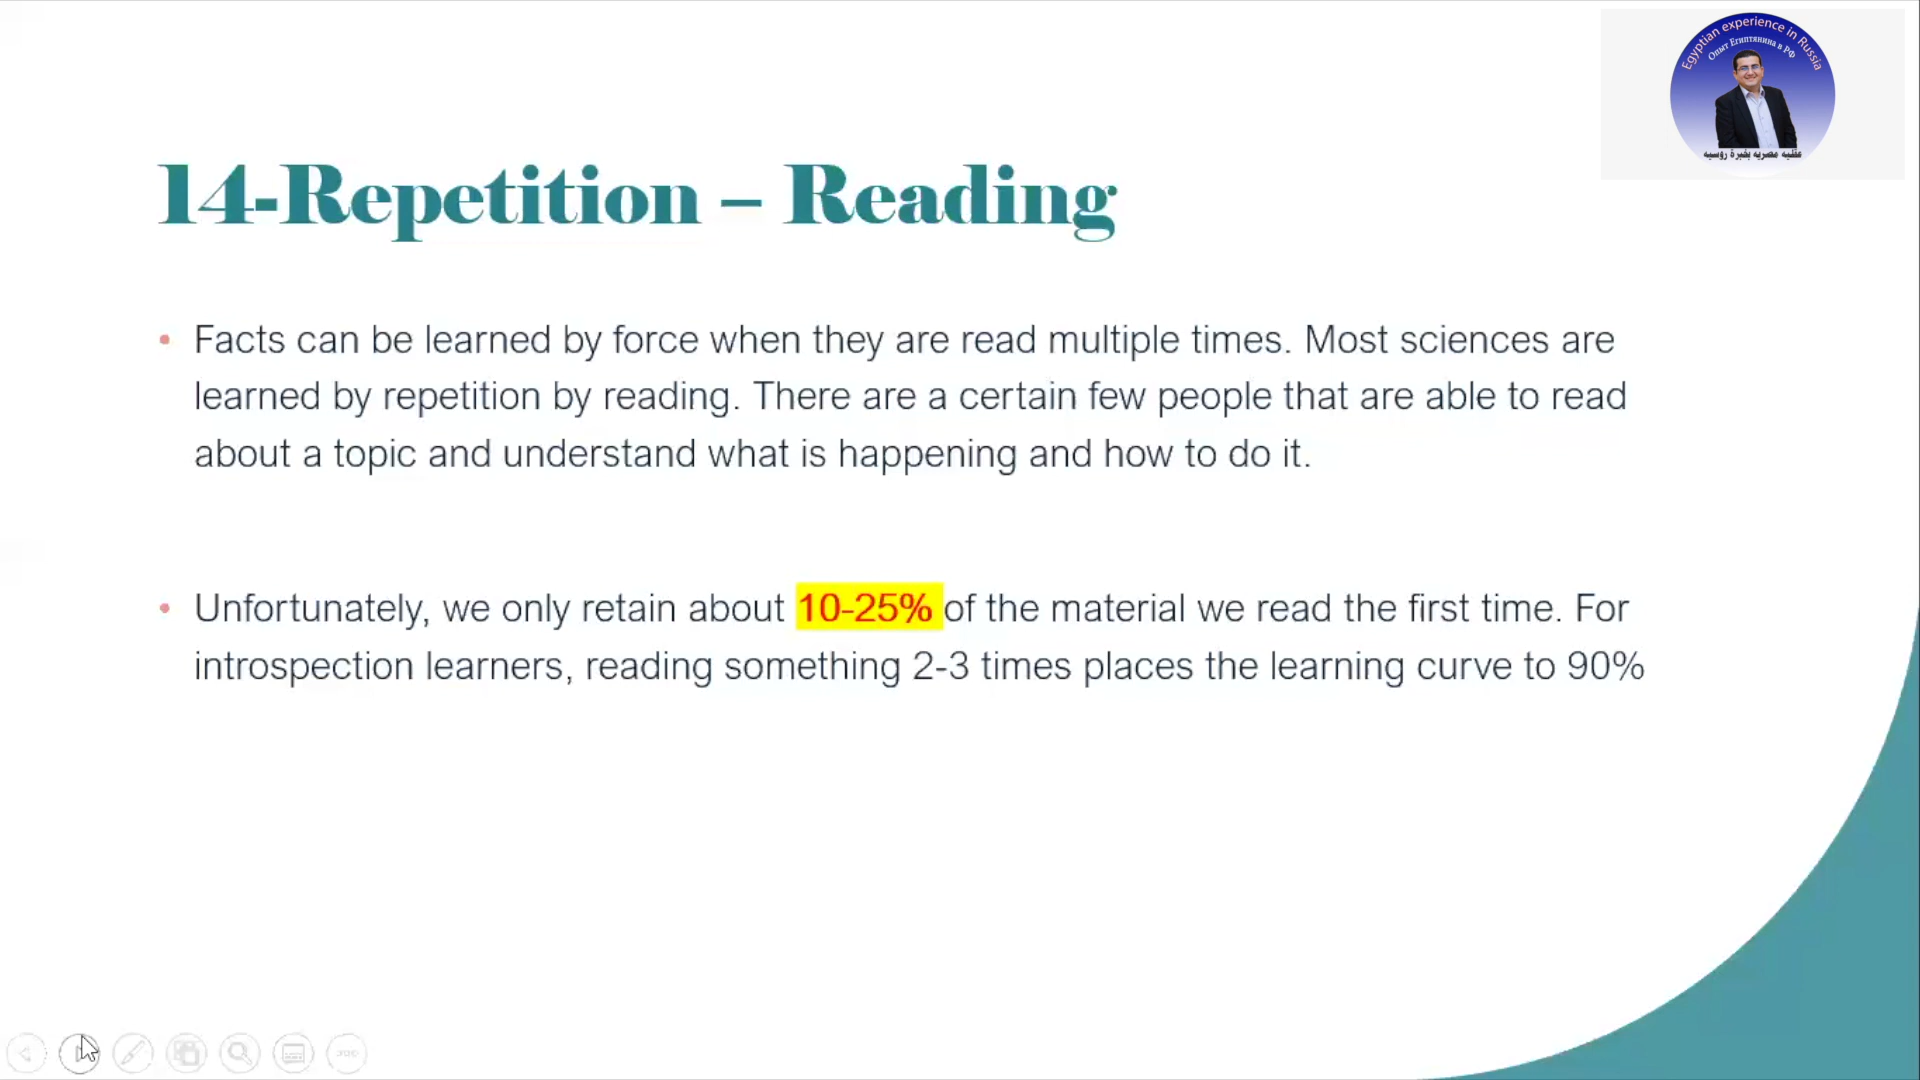 Egyptian experience in Russia
Опыт Египтянина в РФ
عقليه مصريه بخبرة روسيه
14-Repetition – Reading
• Facts can be learned by force when they are read multiple times. Most sciences are
learned by repetition by reading. There are a certain few people that are able to read
about a topic and understand what is happening and how to do it.
• Unfortunately, we only retain about 10-25% of the material we read the first time. For
introspection learners, reading something 2-3 times places the learning curve to 90%